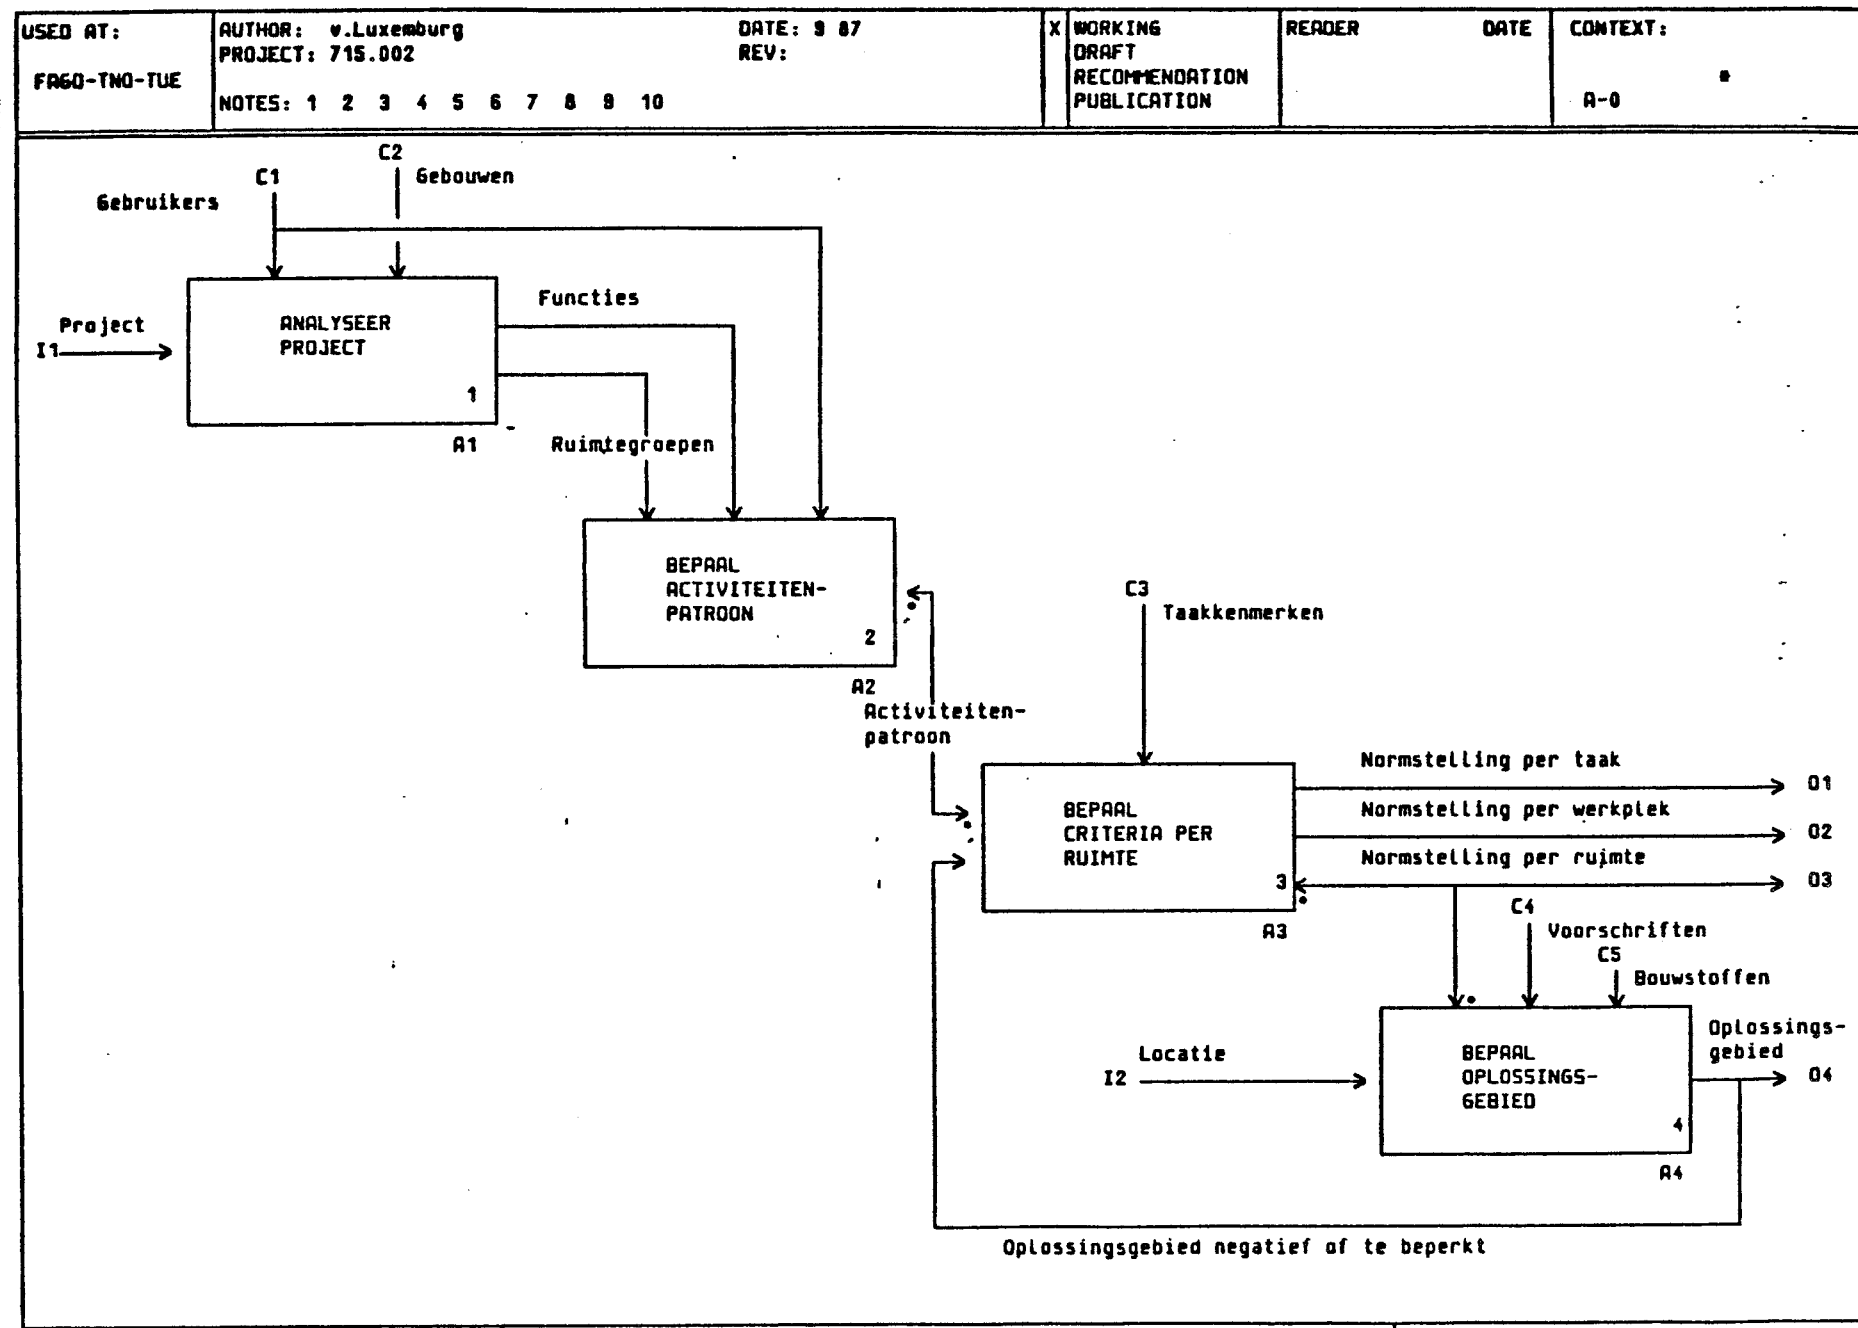 USED AT:
FAGO-TNO-TUE
AUTHOR: v.Luxemburg
DATE: 9 87
PROJECT: 715.002
REV:
NOTES: 1 2 3 4 5 6 7 8 9 10
X WORKING
DRAFT
RECOMMENDATION
PUBLICATION
READER DATE
CONTEXT:
A-0
C2
C1
Gebouwen
Gebruikers
Functies
Project
I1
ANALYSEER
PROJECT
1
A1
Ruimtegroepen
BEPAAL
ACTIVITEITEN-
PATROON
2
A2
Activiteiten-
patroon
C3
Taakkenmerken
BEPAAL
CRITERIA PER
RUIMTE
3
A3
Normstelling per taak
O1
Normstelling per werkplek
O2
Normstelling per ruimte
O3
C4
Voorschriften
C5
Bouwstoffen
Locatie
I2
BEPAAL
OPLOSSINGS-
GEBIED
4
A4
Oplossings-
gebied
O4
Oplossingsgebied negatief of te beperkt